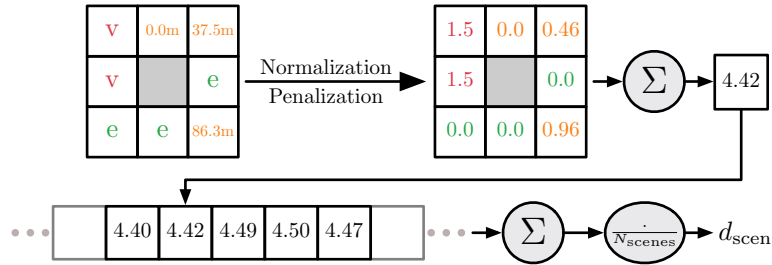 v 0.0m 37.5m
v e
e e 86.3m
Normalization
Penalization
1.5 0.0 0.46
1.5 0.0
0.0 0.0 0.96
Σ
4.42
4.40 4.42 4.49 4.50 4.47
Σ
·
N_scenes
d_scen